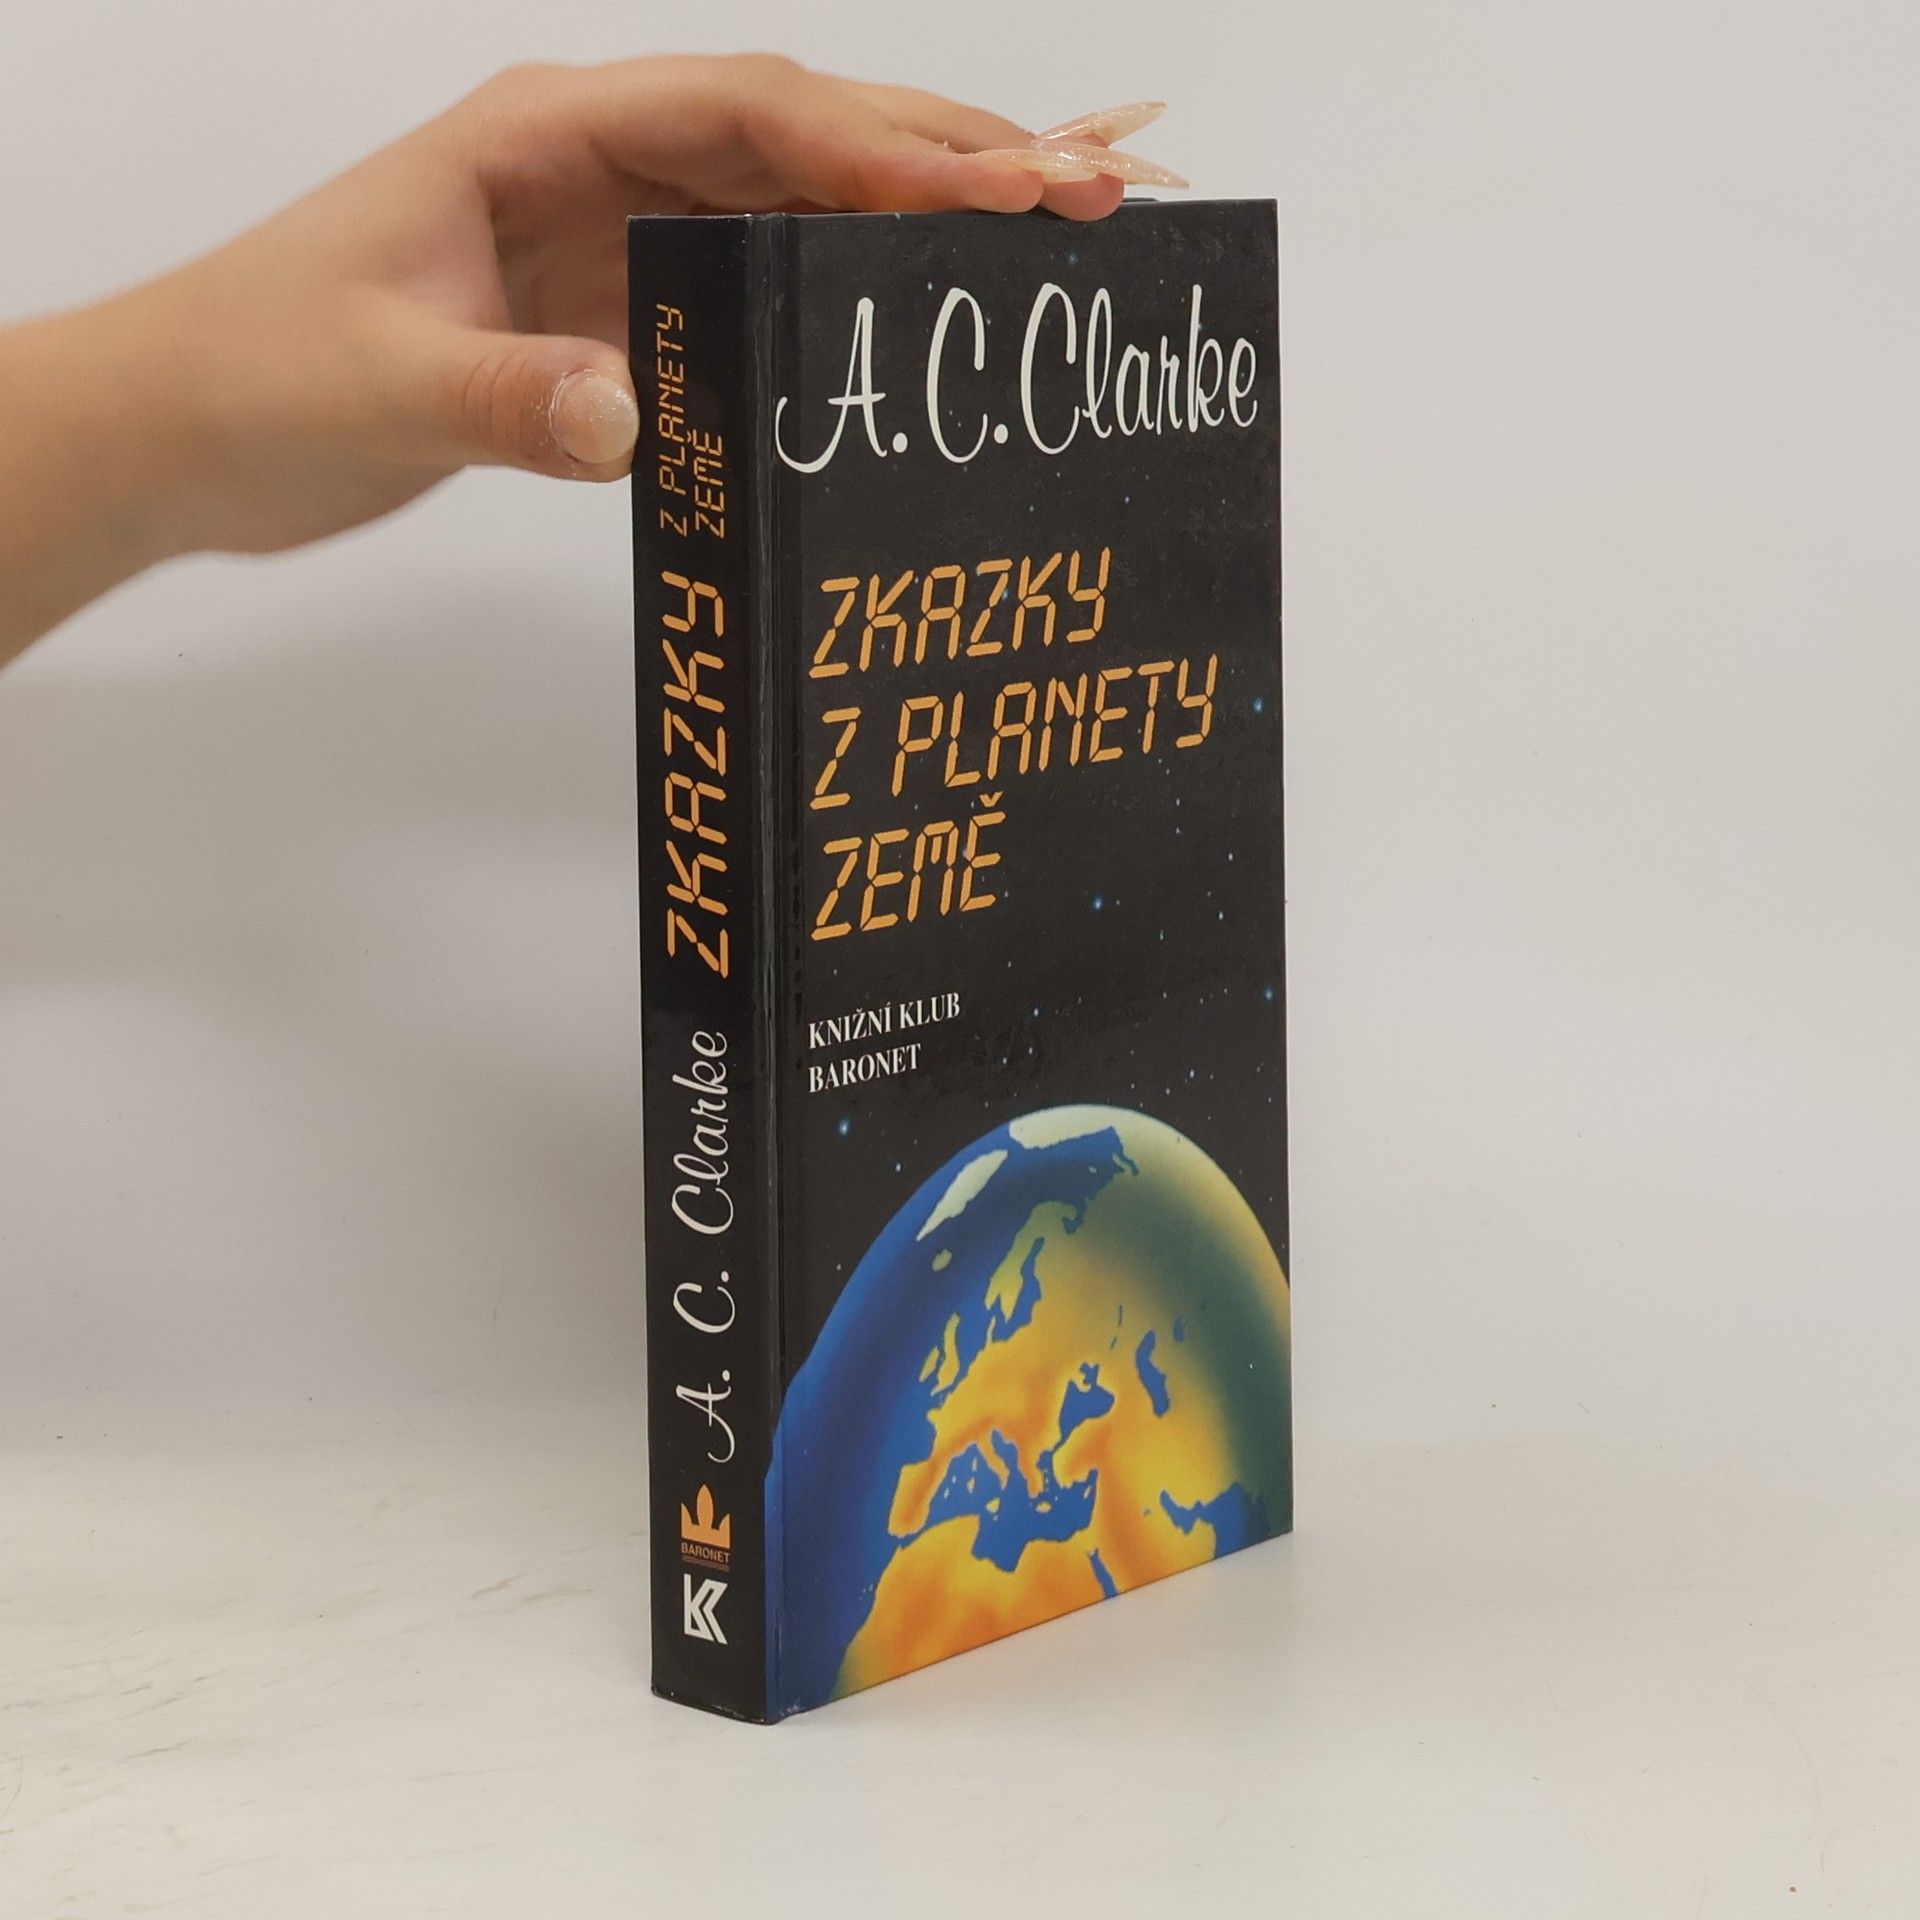 A. C. Clarke
ZKAZKY
Z PLANETY
ZEMĚ
KNIŽNÍ KLUB
BARONET
A. C. Clarke ZKAZKY Z PLANETY
ZEMĚ
BARONET